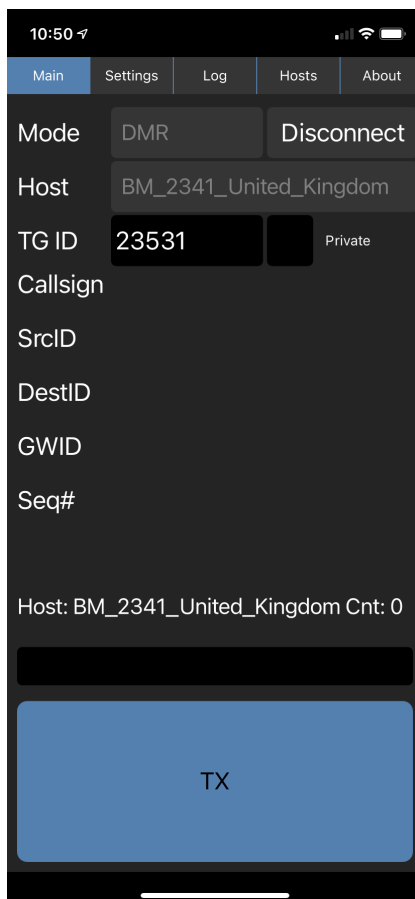 10:50
Main Settings Log Hosts About
Mode DMR Disconnect
Host BM_2341_United_Kingdom
TG ID 23531 Private
Callsign
SrcID
DestID
GWID
Seq#
Host: BM_2341_United_Kingdom Cnt: 0
TX